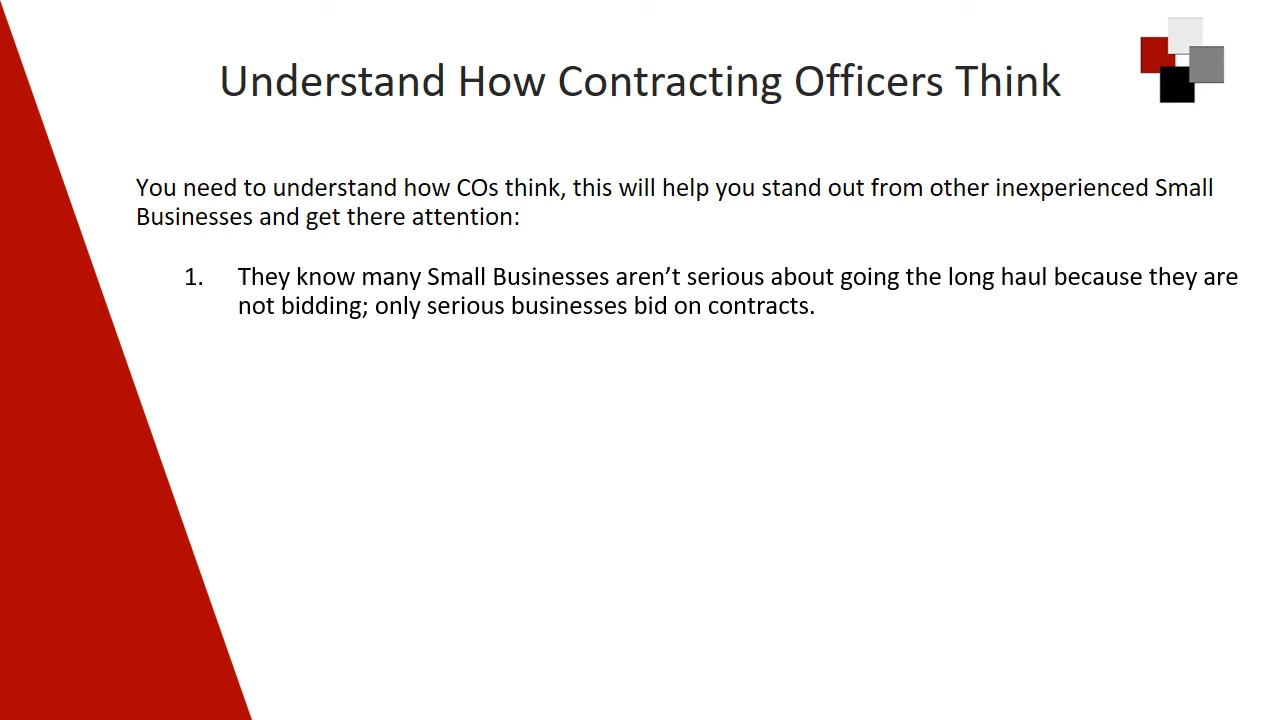 Understand How Contracting Officers Think
You need to understand how COs think, this will help you stand out from other inexperienced Small
Businesses and get there attention:
1. They know many Small Businesses aren’t serious about going the long haul because they are
not bidding; only serious businesses bid on contracts.